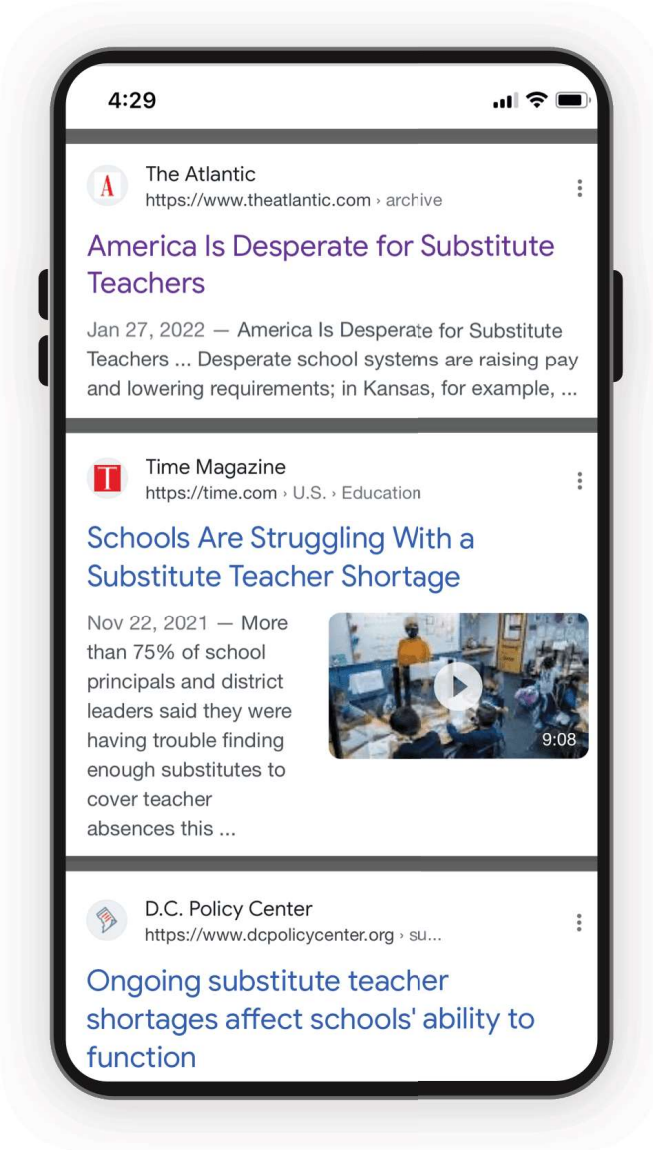 4:29
The Atlantic
https://www.theatlantic.com › archive
America Is Desperate for Substitute
Teachers
Jan 27, 2022 — America Is Desperate for Substitute
Teachers ... Desperate school systems are raising pay
and lowering requirements; in Kansas, for example, ...
Time Magazine
https://time.com › U.S. › Education
Schools Are Struggling With a
Substitute Teacher Shortage
Nov 22, 2021 — More
than 75% of school
principals and district
leaders said they were
having trouble finding
enough substitutes to
cover teacher
absences this ...
9:08
D.C. Policy Center
https://www.dcpolicycenter.org › su...
Ongoing substitute teacher
shortages affect schools' ability to
function